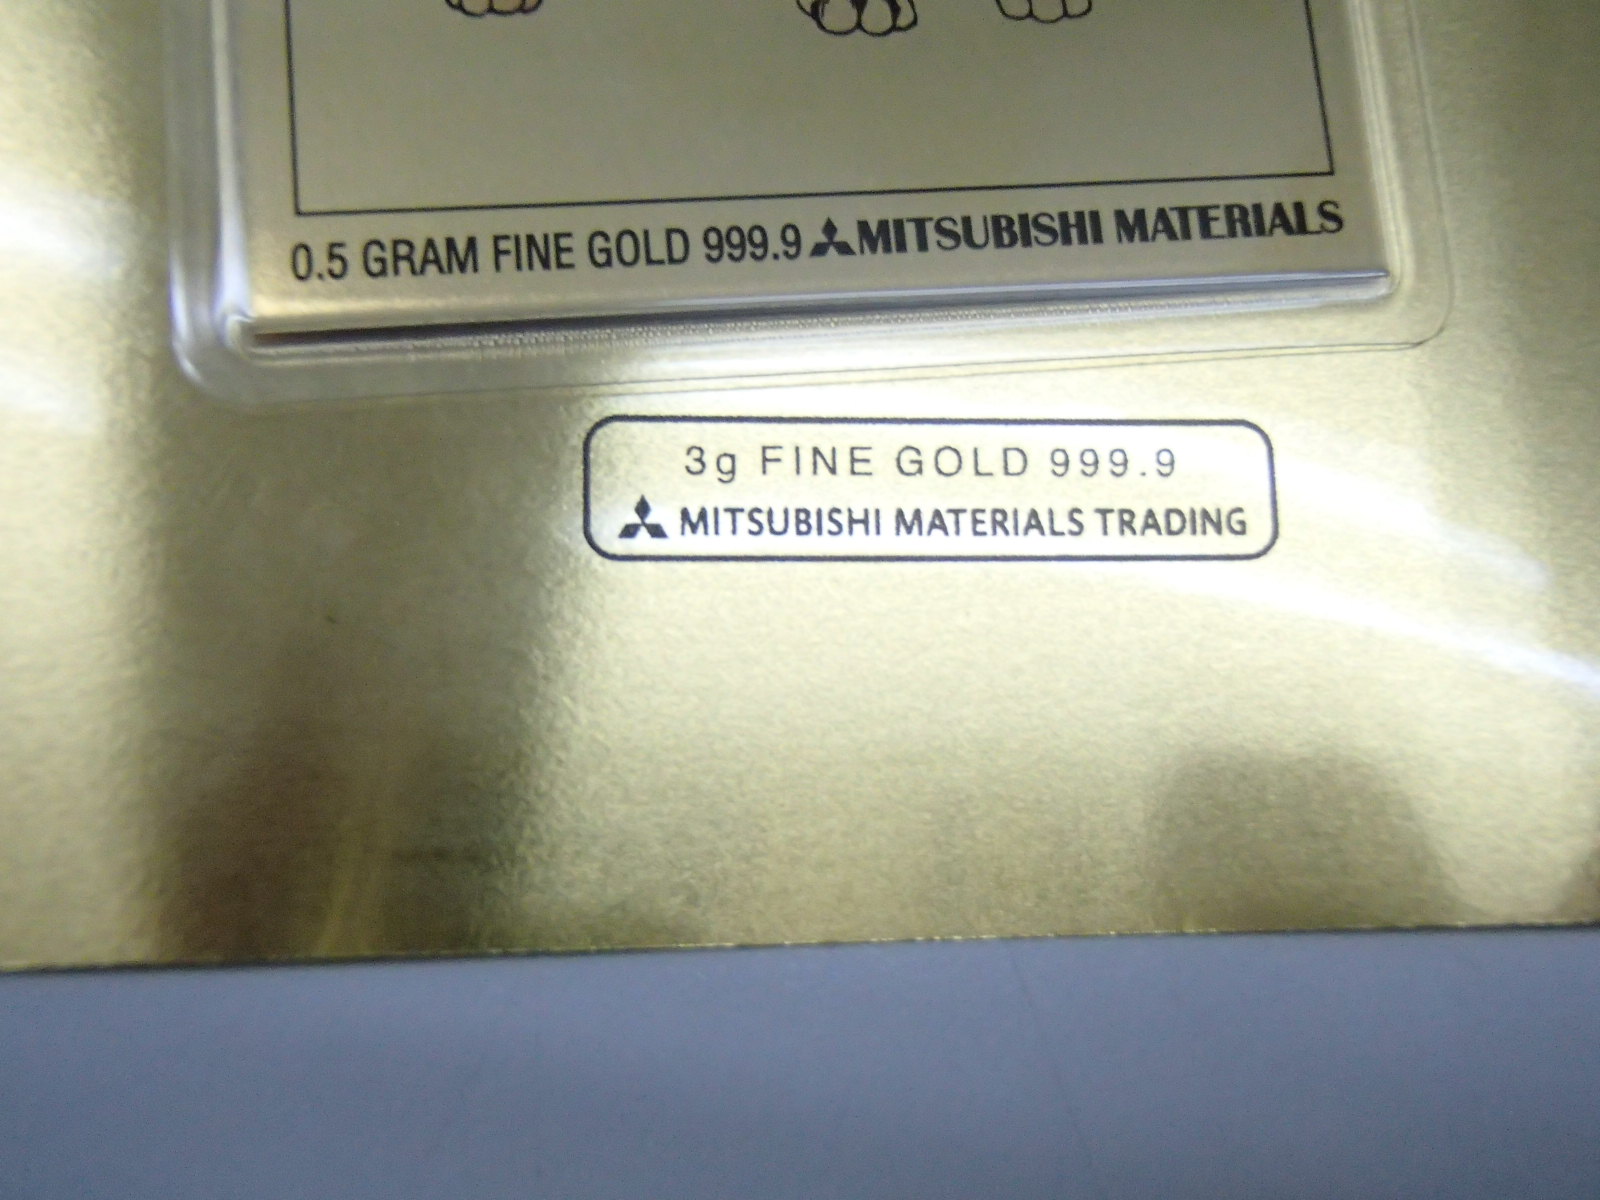 0.5 GRAM FINE GOLD 999.9 MITSUBISHI MATERIALS
3g FINE GOLD 999.9
MITSUBISHI MATERIALS TRADING